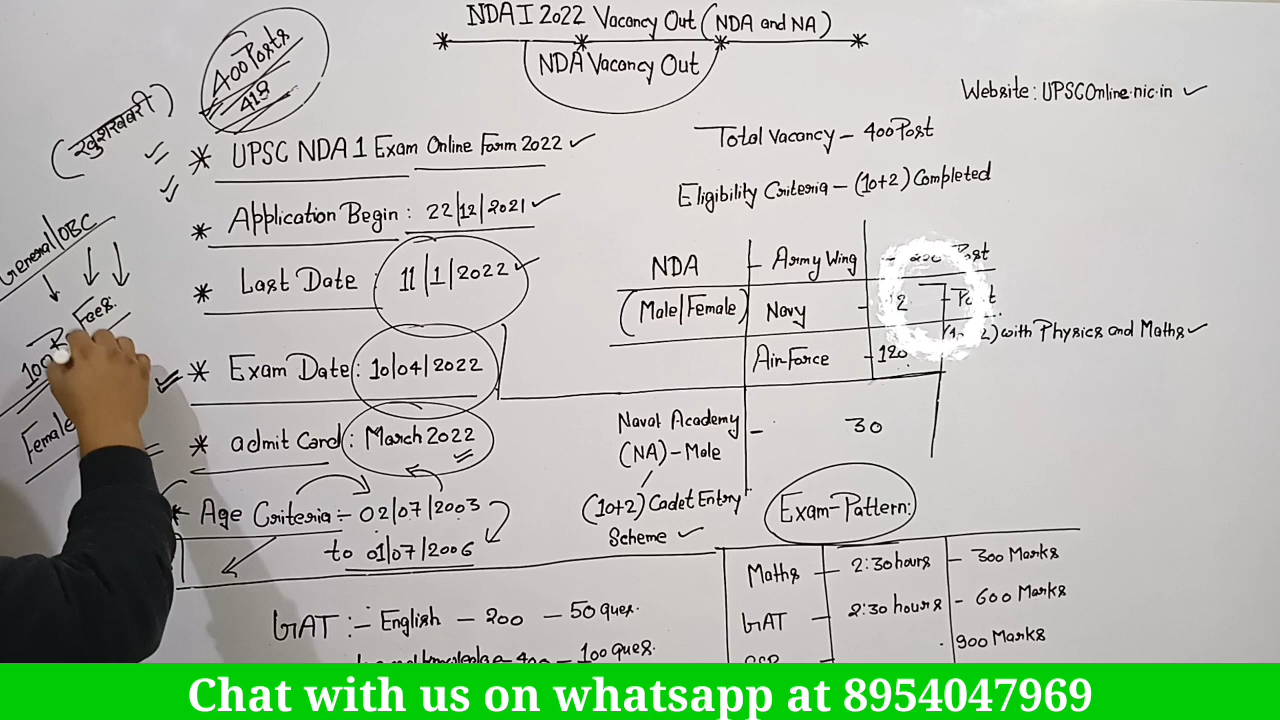 NDA I 2022 Vacancy Out (NDA and NA)
NDA Vacancy Out
400 Posts
418
(खुशखबरी)
Website: UPSCOnline.nic.in
* UPSC NDA 1 Exam Online Form 2022
* Application Begin: 22/12/2021
* Last Date : 11/1/2022
* Exam Date: 10/04/2022
* admit Card: March 2022
* Age Criteria:- 02/07/2003
to 01/07/2006
General/OBC
Fees.
100
Female
Total Vacancy - 400 Post
Eligibility Criteria - (10+2) Completed
NDA - Army Wing - Post
(Male/Female) Navy -
(10+2) with Physics and Maths
Air Force - 120
Naval Academy
(NA) - Male - 30
(10+2) Cadet Entry
Scheme
Exam-Pattern:
Maths - 2:30 hours - 300 Marks
GAT - 2:30 hours - 600 Marks
900 Marks
GAT:- English - 200 - 50 ques.
knowledge - 400 - 100 ques.
Chat with us on whatsapp at 8954047969